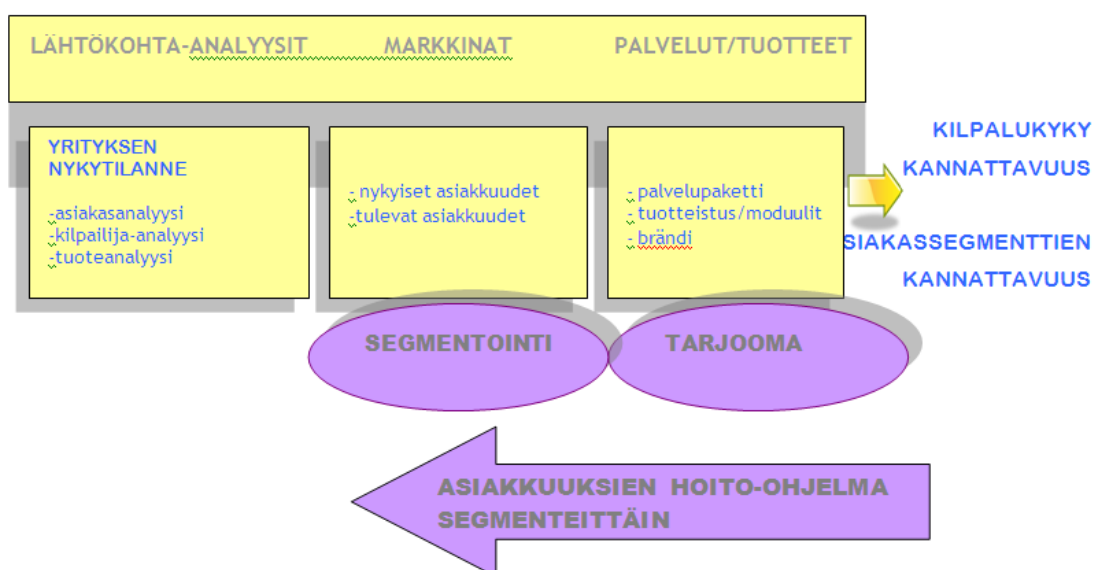 LÄHTÖKOHTA-ANALYYSIT MARKKINAT PALVELUT/TUOTTEET
YRITYKSEN
NYKYTILANNE
-asiakasanalyysi
-kilpailija-analyysi
-tuoteanalyysi
- nykyiset asiakkuudet
-tulevat asiakkuudet
- palvelupaketti
- tuotteistus/moduulit
- brändi
KILPALUKYKY
KANNATTAVUUS
SIAKASSEGMENTTIEN
KANNATTAVUUS
SEGMENTOINTI
TARJOOMA
ASIAKKUUKSIEN HOITO-OHJELMA
SEGMENTEITTÄIN